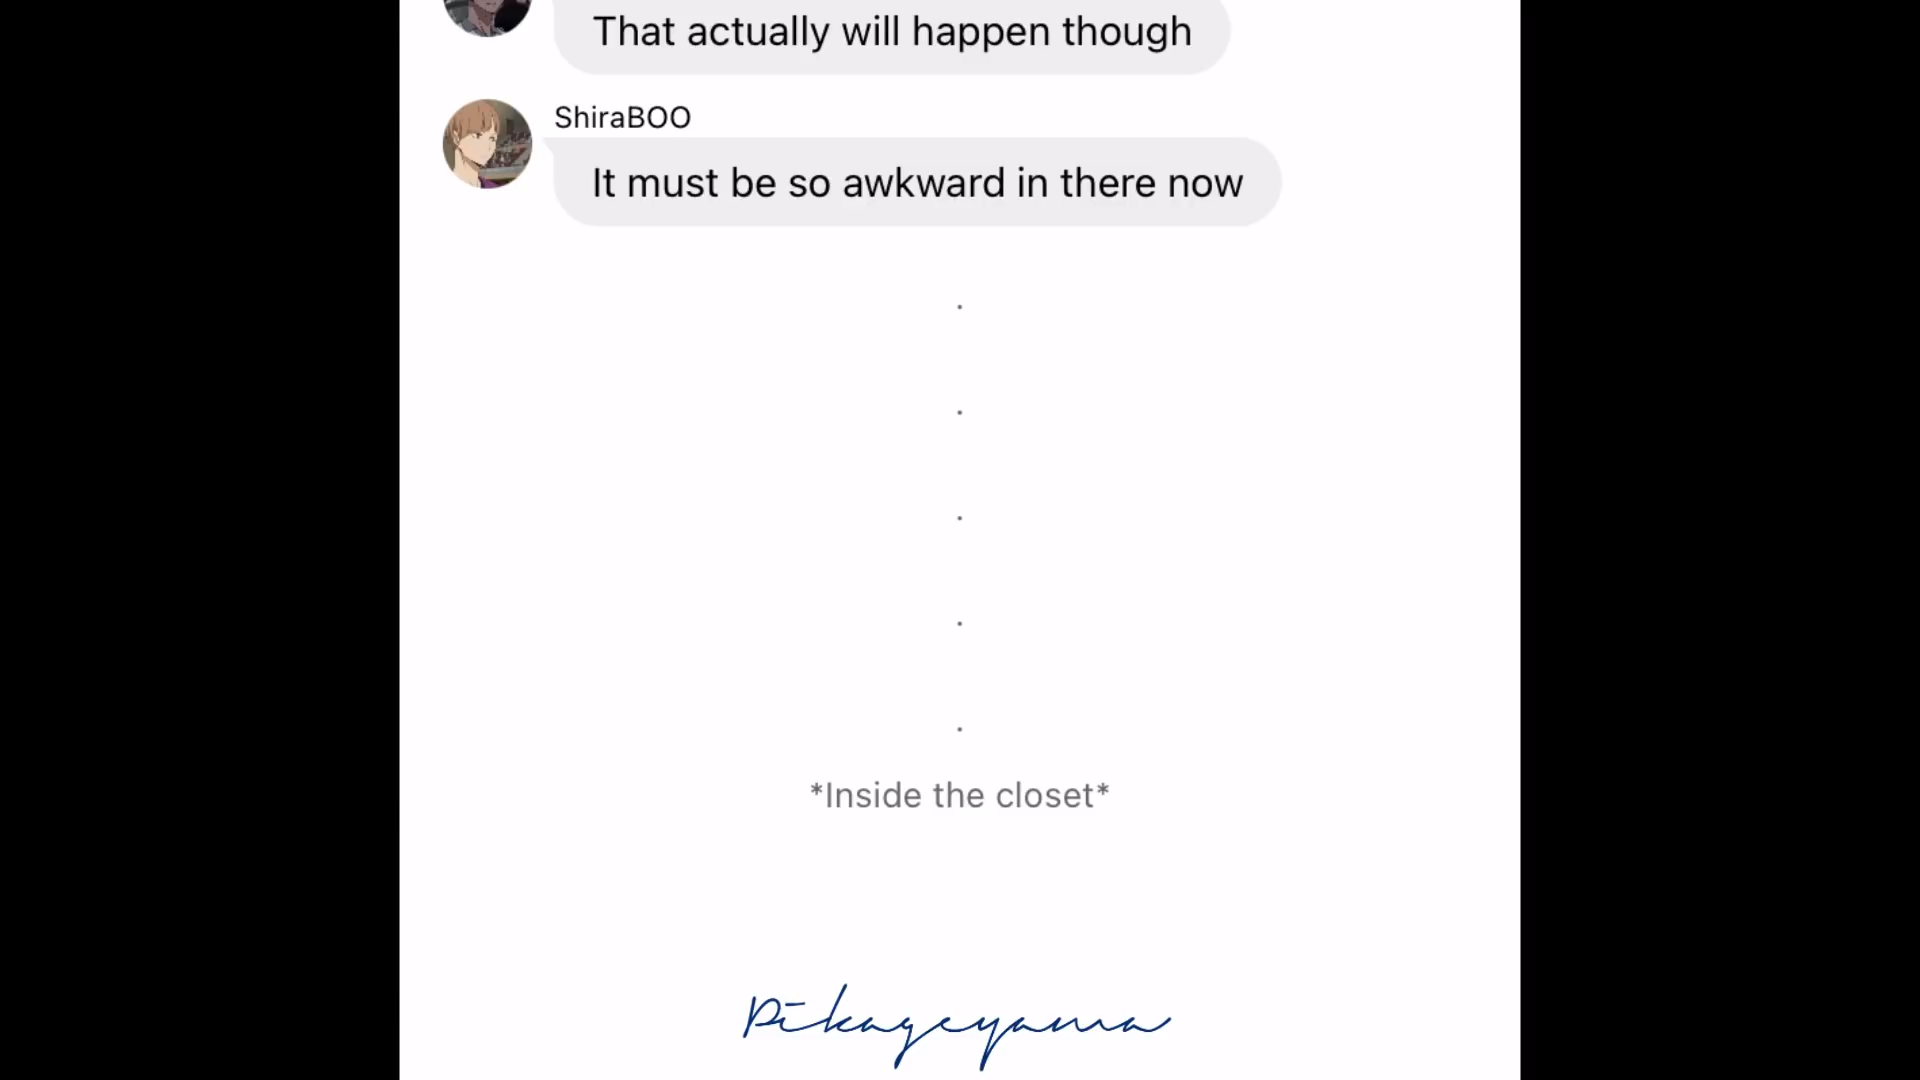 That actually will happen though
ShiraBOO
It must be so awkward in there now
.
.
.
.
.
*Inside the closet*
Pikageyama